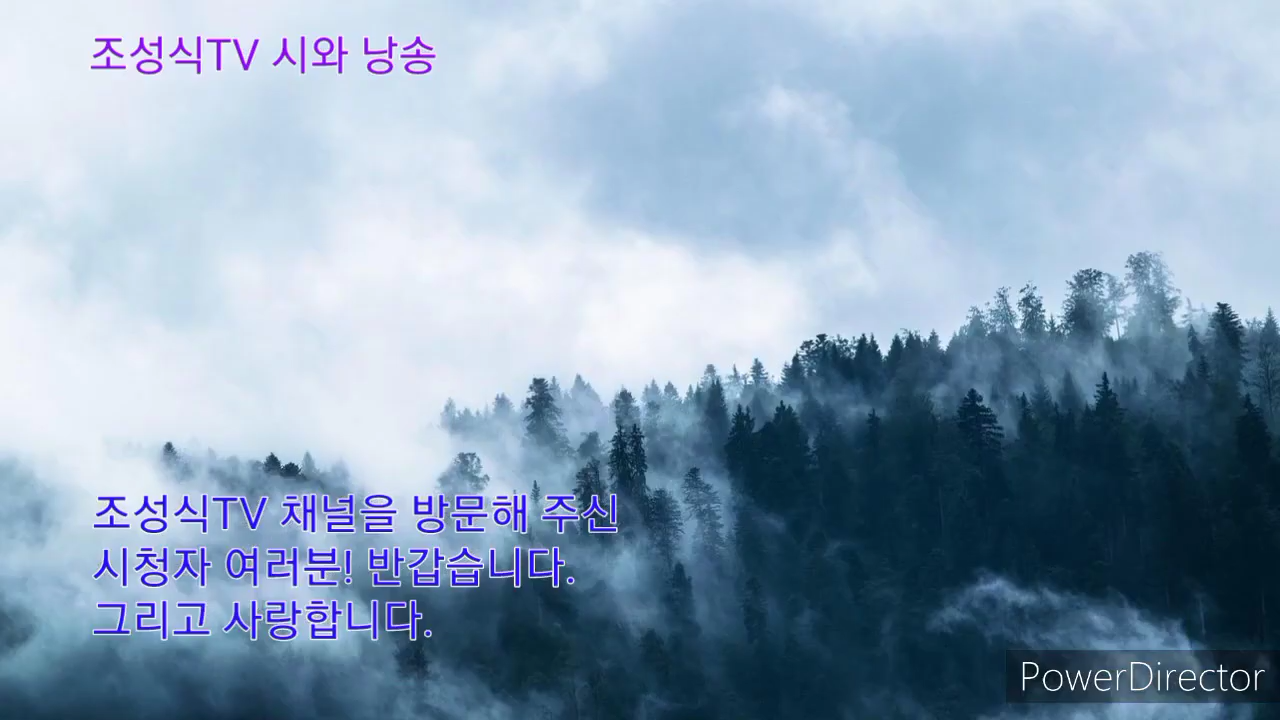 조성식TV 시와 낭송
조성식TV 채널을 방문해 주신
시청자 여러분! 반갑습니다.
그리고 사랑합니다.
PowerDirector